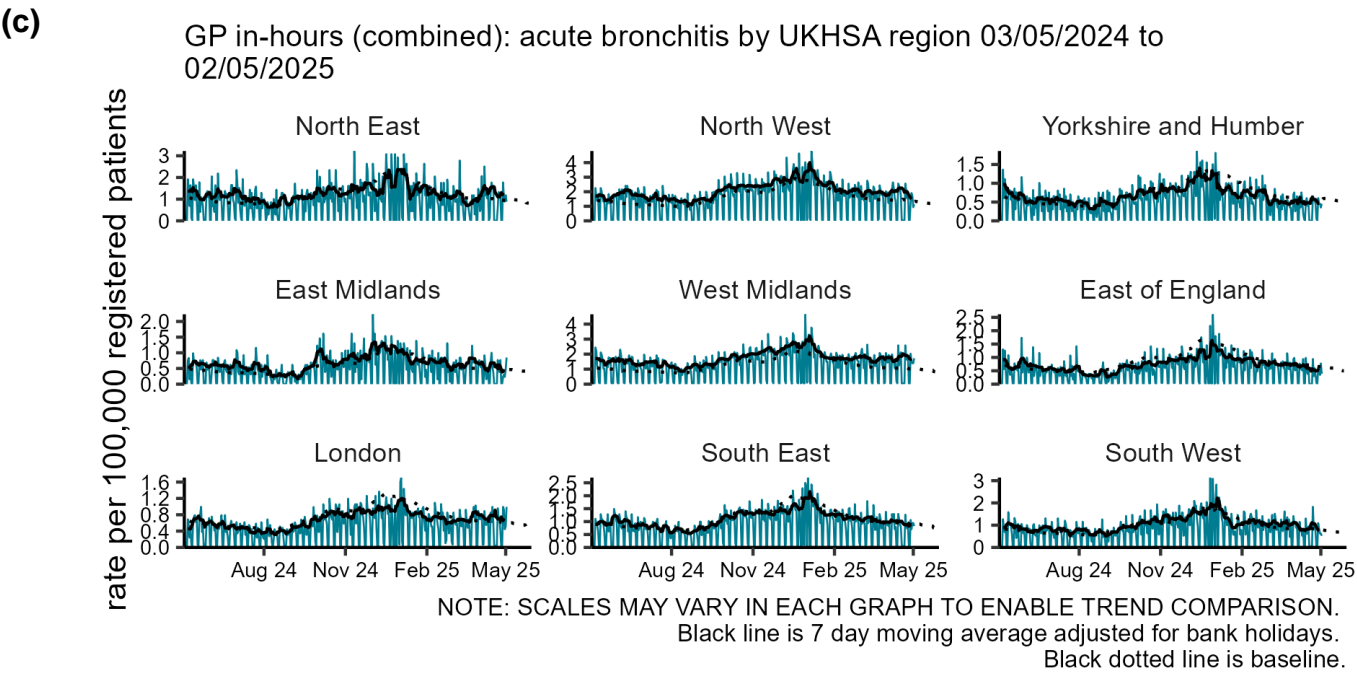 (c)
GP in-hours (combined): acute bronchitis by UKHSA region 03/05/2024 to
02/05/2025
rate per 100,000 registered patients
North East
3
2
1
0
North West
4
3
2
1
0
Yorkshire and Humber
1.5
1.0
0.5
0.0
East Midlands
2.0
1.5
1.0
0.5
0.0
West Midlands
4
3
2
1
0
East of England
2.5
2.0
1.5
1.0
0.5
0.0
London
1.6
1.2
0.8
0.4
0.0
South East
2.5
2.0
1.5
1.0
0.5
0.0
South West
3
2
1
0
Aug 24 Nov 24 Feb 25 May 25
Aug 24 Nov 24 Feb 25 May 25
Aug 24 Nov 24 Feb 25 May 25
NOTE: SCALES MAY VARY IN EACH GRAPH TO ENABLE TREND COMPARISON.
Black line is 7 day moving average adjusted for bank holidays.
Black dotted line is baseline.